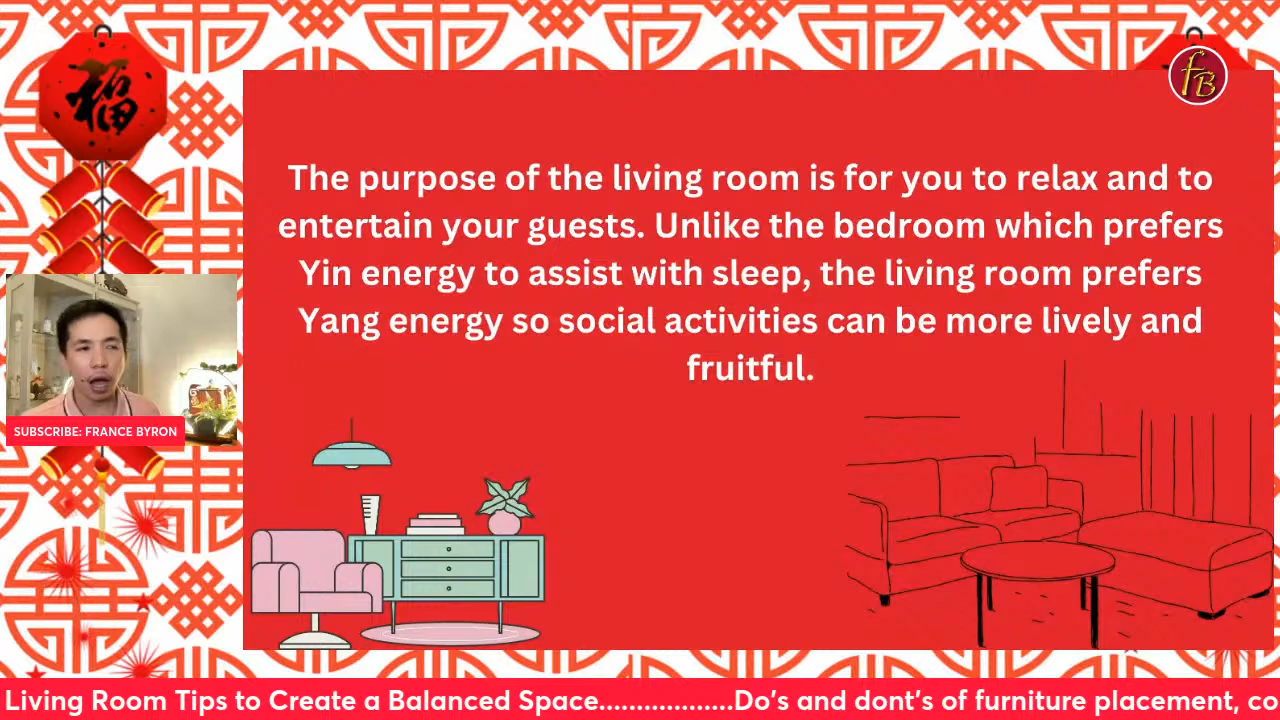 福
fB
The purpose of the living room is for you to relax and to
entertain your guests. Unlike the bedroom which prefers
Yin energy to assist with sleep, the living room prefers
Yang energy so social activities can be more lively and
fruitful.
SUBSCRIBE: FRANCE BYRON
Living Room Tips to Create a Balanced Space..................Do's and dont's of furniture placement, co